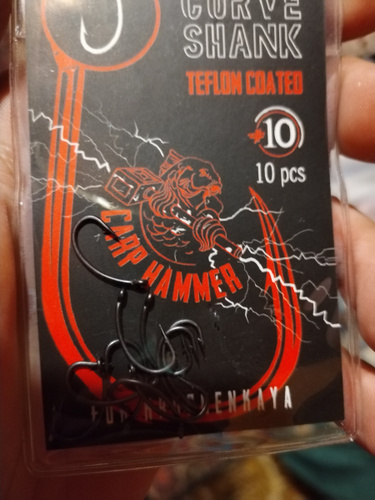 CURVE
SHANK
TEFLON COATED
+10
10 pcs
CARP HAMMER